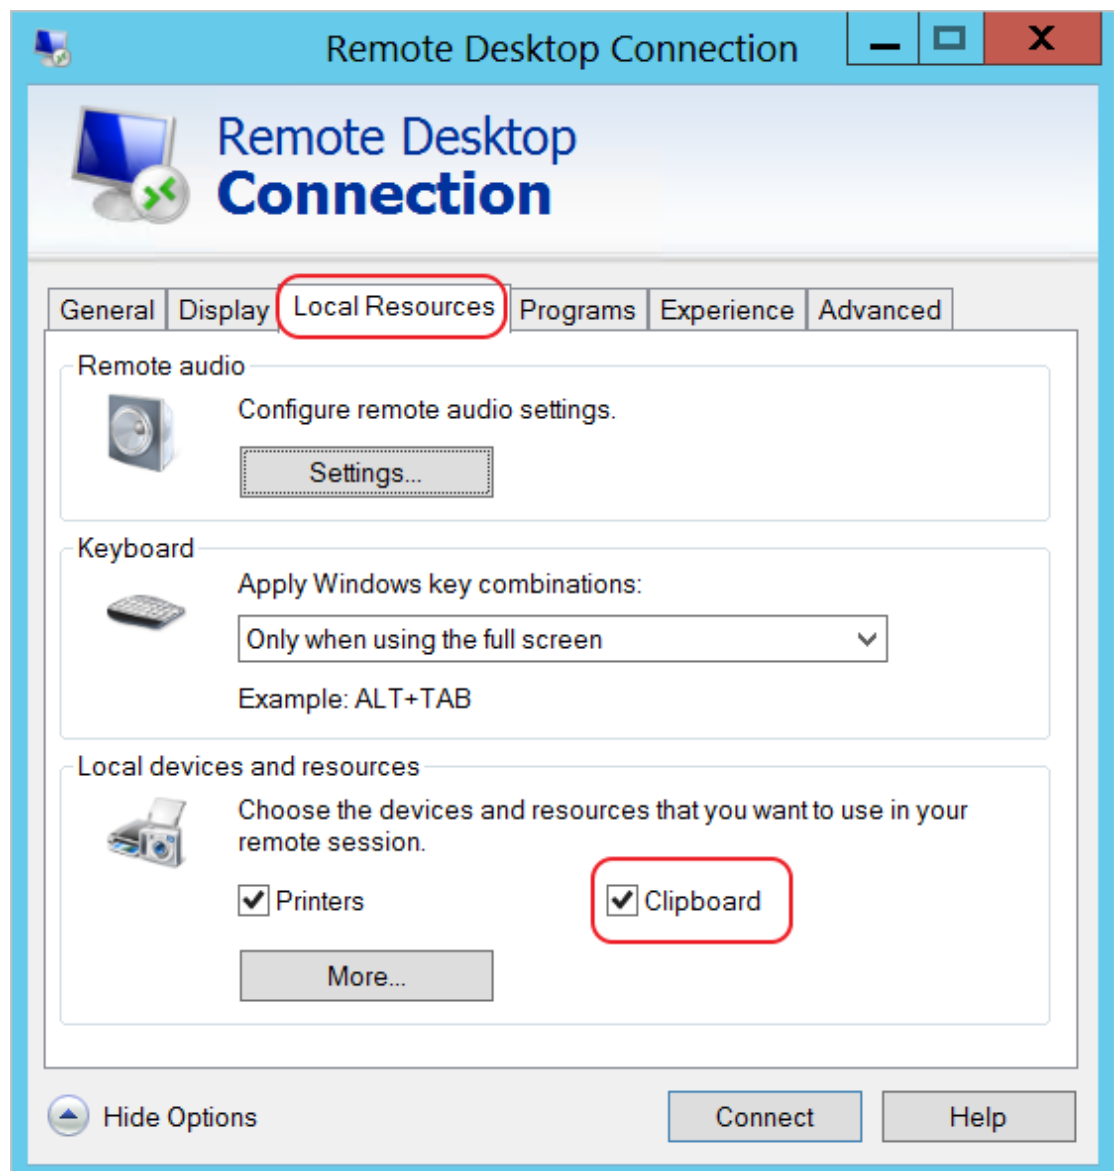 Remote Desktop Connection
Remote Desktop
Connection
General Display Local Resources Programs Experience Advanced
Remote audio
Configure remote audio settings.
Settings...
Keyboard
Apply Windows key combinations:
Only when using the full screen
Example: ALT+TAB
Local devices and resources
Choose the devices and resources that you want to use in your
remote session.
Printers Clipboard
More...
Hide Options Connect Help